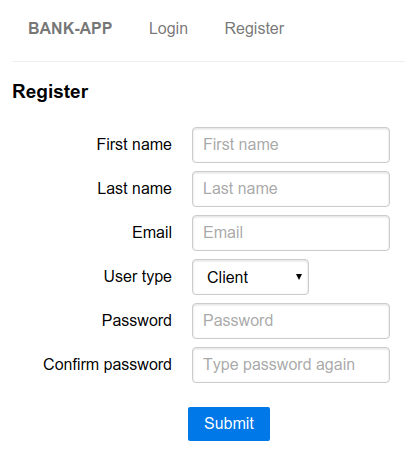 BANK-APP Login Register
Register
First name First name
Last name Last name
Email Email
User type Client
Password Password
Confirm password Type password again
Submit